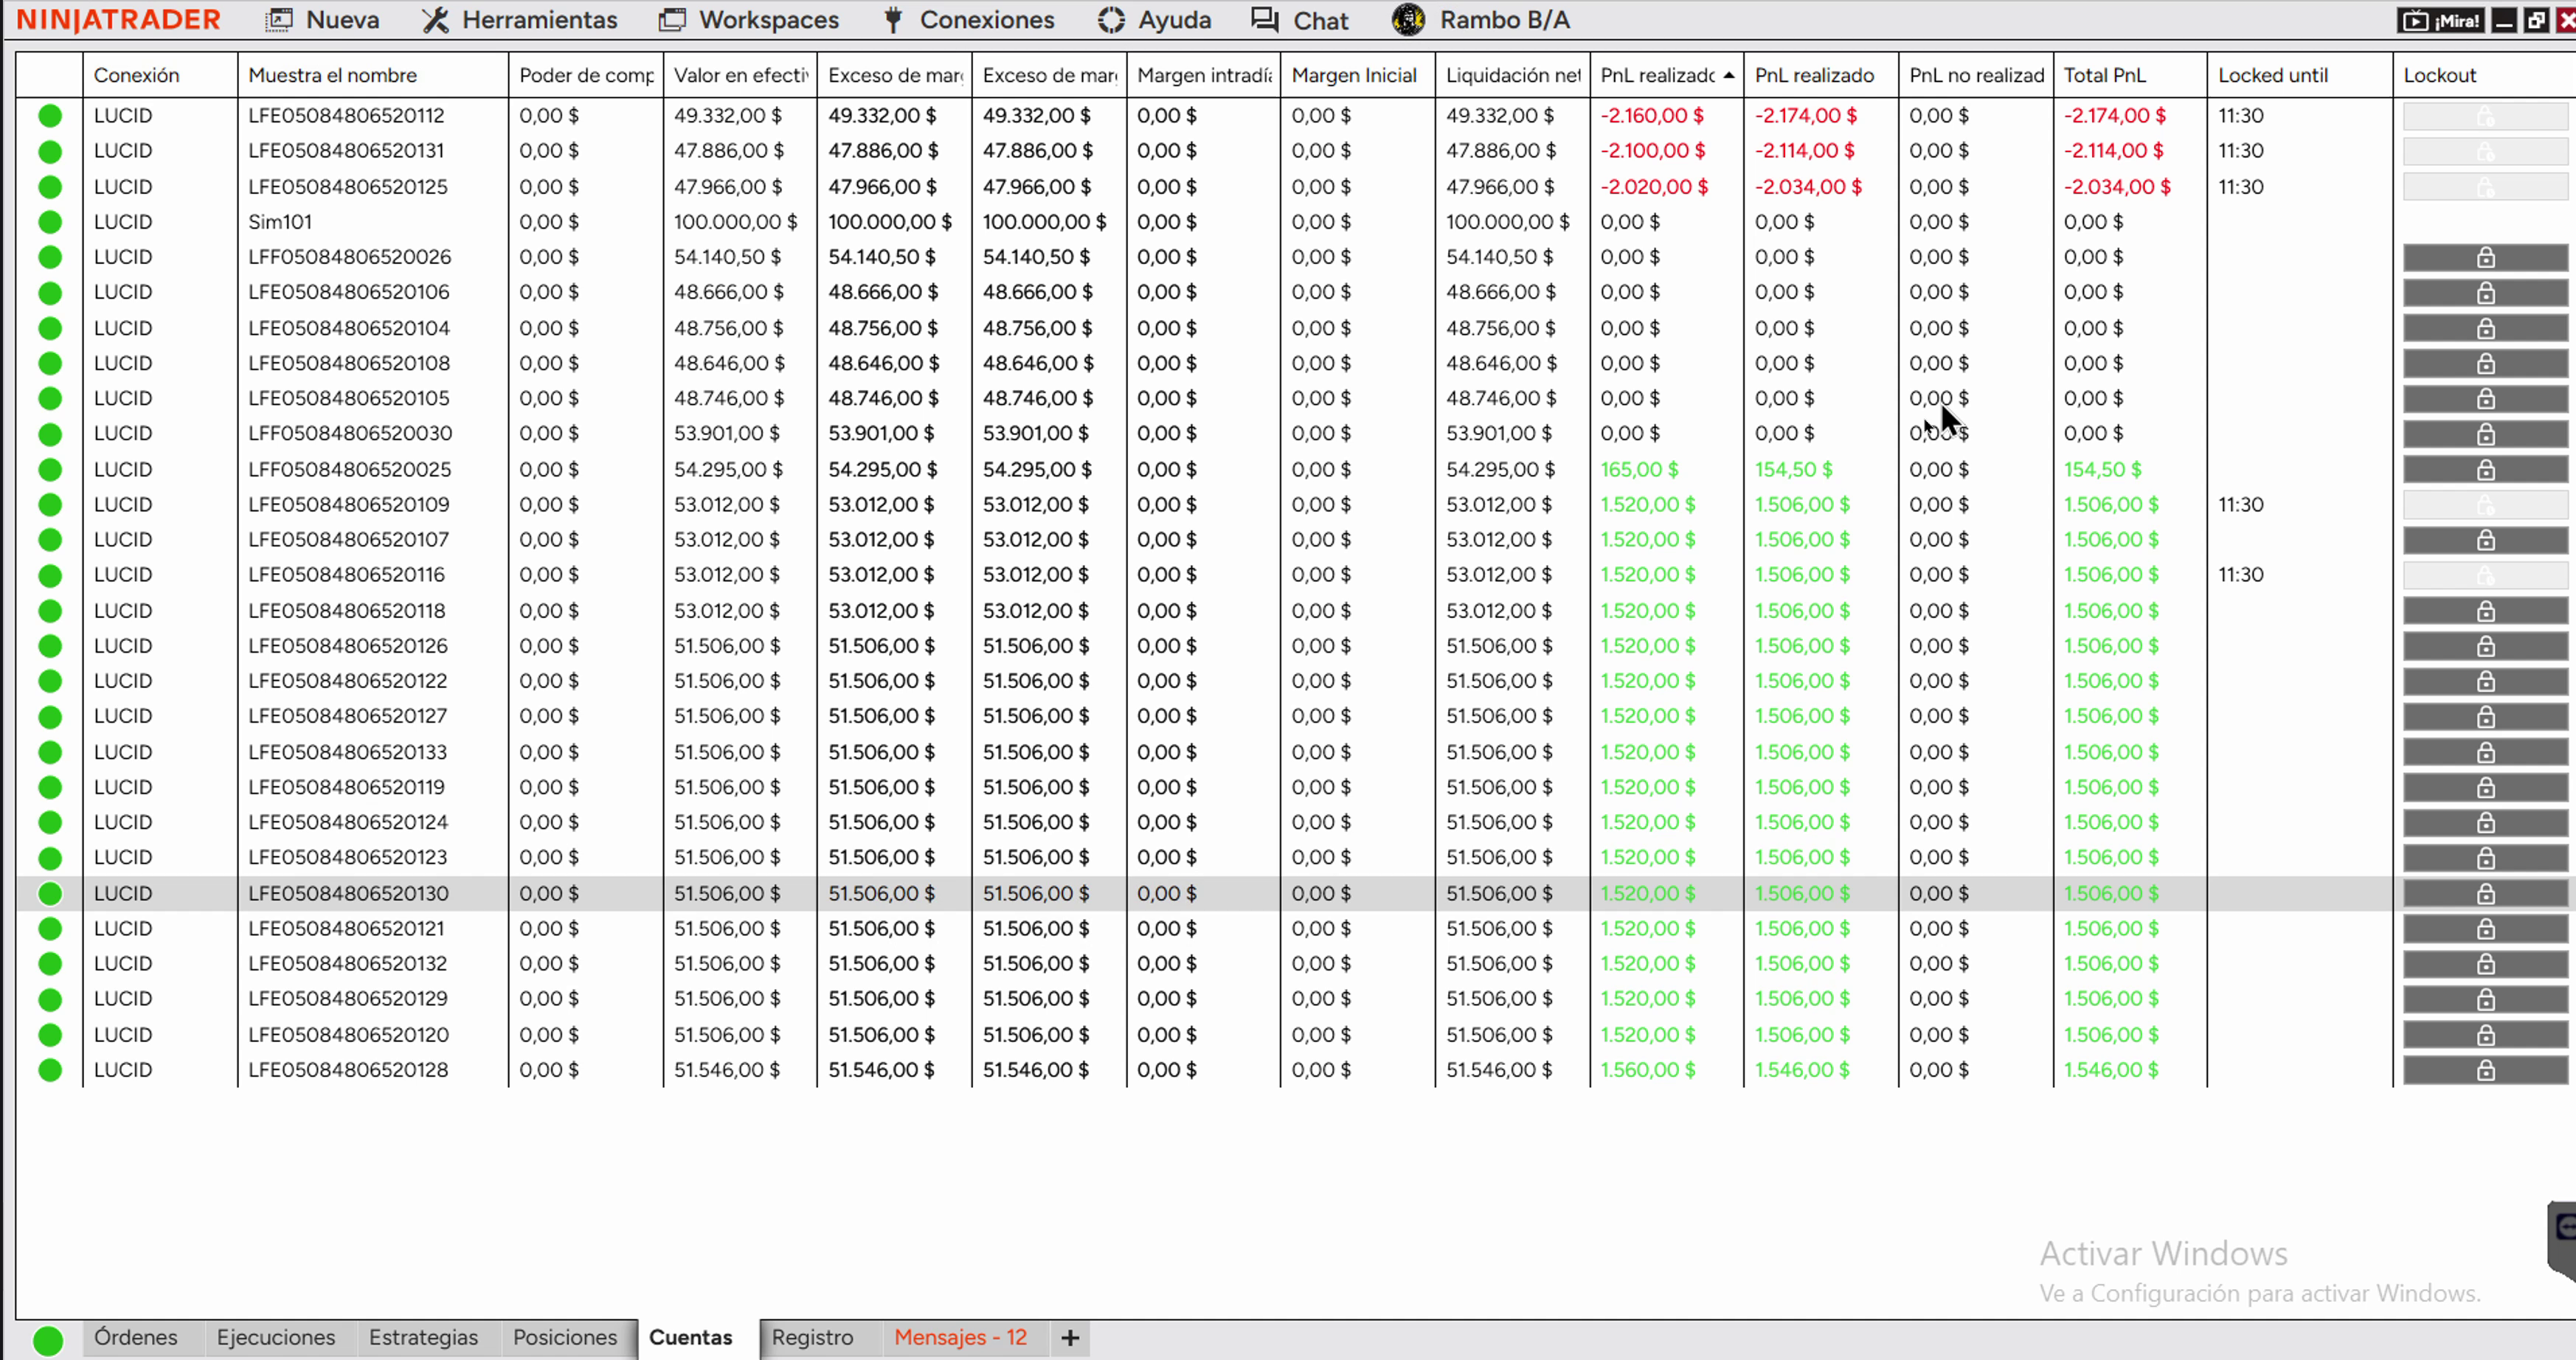 NINJATRADER Nueva Herramientas Workspaces Conexiones Ayuda Chat Rambo B/A ¡Mira!
Conexión Muestra el nombre Poder de comp Valor en efecti Exceso de mar Exceso de mar Margen intradía Margen Inicial Liquidación net PnL realizado PnL realizado PnL no realizad Total PnL Locked until Lockout
LUCID LFE05084806520112 0,00 $ 49.332,00 $ 49.332,00 $ 49.332,00 $ 0,00 $ 0,00 $ 49.332,00 $ -2.160,00 $ -2.174,00 $ 0,00 $ -2.174,00 $ 11:30
LUCID LFE05084806520131 0,00 $ 47.886,00 $ 47.886,00 $ 47.886,00 $ 0,00 $ 0,00 $ 47.886,00 $ -2.100,00 $ -2.114,00 $ 0,00 $ -2.114,00 $ 11:30
LUCID LFE05084806520125 0,00 $ 47.966,00 $ 47.966,00 $ 47.966,00 $ 0,00 $ 0,00 $ 47.966,00 $ -2.020,00 $ -2.034,00 $ 0,00 $ -2.034,00 $ 11:30
LUCID Sim101 0,00 $ 100.000,00 $ 100.000,00 $ 100.000,00 $ 0,00 $ 0,00 $ 100.000,00 $ 0,00 $ 0,00 $ 0,00 $ 0,00 $
LUCID LFF05084806520026 0,00 $ 54.140,50 $ 54.140,50 $ 54.140,50 $ 0,00 $ 0,00 $ 54.140,50 $ 0,00 $ 0,00 $ 0,00 $ 0,00 $
LUCID LFE05084806520106 0,00 $ 48.666,00 $ 48.666,00 $ 48.666,00 $ 0,00 $ 0,00 $ 48.666,00 $ 0,00 $ 0,00 $ 0,00 $ 0,00 $
LUCID LFE05084806520104 0,00 $ 48.756,00 $ 48.756,00 $ 48.756,00 $ 0,00 $ 0,00 $ 48.756,00 $ 0,00 $ 0,00 $ 0,00 $ 0,00 $
LUCID LFE05084806520108 0,00 $ 48.646,00 $ 48.646,00 $ 48.646,00 $ 0,00 $ 0,00 $ 48.646,00 $ 0,00 $ 0,00 $ 0,00 $ 0,00 $
LUCID LFE05084806520105 0,00 $ 48.746,00 $ 48.746,00 $ 48.746,00 $ 0,00 $ 0,00 $ 48.746,00 $ 0,00 $ 0,00 $ 0,00 $ 0,00 $
LUCID LFF05084806520030 0,00 $ 53.901,00 $ 53.901,00 $ 53.901,00 $ 0,00 $ 0,00 $ 53.901,00 $ 0,00 $ 0,00 $ 0,00 $ 0,00 $
LUCID LFF05084806520025 0,00 $ 54.295,00 $ 54.295,00 $ 54.295,00 $ 0,00 $ 0,00 $ 54.295,00 $ 165,00 $ 154,50 $ 0,00 $ 154,50 $
LUCID LFE05084806520109 0,00 $ 53.012,00 $ 53.012,00 $ 53.012,00 $ 0,00 $ 0,00 $ 53.012,00 $ 1.520,00 $ 1.506,00 $ 0,00 $ 1.506,00 $ 11:30
LUCID LFE05084806520107 0,00 $ 53.012,00 $ 53.012,00 $ 53.012,00 $ 0,00 $ 0,00 $ 53.012,00 $ 1.520,00 $ 1.506,00 $ 0,00 $ 1.506,00 $
LUCID LFE05084806520116 0,00 $ 53.012,00 $ 53.012,00 $ 53.012,00 $ 0,00 $ 0,00 $ 53.012,00 $ 1.520,00 $ 1.506,00 $ 0,00 $ 1.506,00 $ 11:30
LUCID LFE05084806520118 0,00 $ 53.012,00 $ 53.012,00 $ 53.012,00 $ 0,00 $ 0,00 $ 53.012,00 $ 1.520,00 $ 1.506,00 $ 0,00 $ 1.506,00 $
LUCID LFE05084806520126 0,00 $ 51.506,00 $ 51.506,00 $ 51.506,00 $ 0,00 $ 0,00 $ 51.506,00 $ 1.520,00 $ 1.506,00 $ 0,00 $ 1.506,00 $
LUCID LFE05084806520122 0,00 $ 51.506,00 $ 51.506,00 $ 51.506,00 $ 0,00 $ 0,00 $ 51.506,00 $ 1.520,00 $ 1.506,00 $ 0,00 $ 1.506,00 $
LUCID LFE05084806520127 0,00 $ 51.506,00 $ 51.506,00 $ 51.506,00 $ 0,00 $ 0,00 $ 51.506,00 $ 1.520,00 $ 1.506,00 $ 0,00 $ 1.506,00 $
LUCID LFE05084806520133 0,00 $ 51.506,00 $ 51.506,00 $ 51.506,00 $ 0,00 $ 0,00 $ 51.506,00 $ 1.520,00 $ 1.506,00 $ 0,00 $ 1.506,00 $
LUCID LFE05084806520119 0,00 $ 51.506,00 $ 51.506,00 $ 51.506,00 $ 0,00 $ 0,00 $ 51.506,00 $ 1.520,00 $ 1.506,00 $ 0,00 $ 1.506,00 $
LUCID LFE05084806520124 0,00 $ 51.506,00 $ 51.506,00 $ 51.506,00 $ 0,00 $ 0,00 $ 51.506,00 $ 1.520,00 $ 1.506,00 $ 0,00 $ 1.506,00 $
LUCID LFE05084806520123 0,00 $ 51.506,00 $ 51.506,00 $ 51.506,00 $ 0,00 $ 0,00 $ 51.506,00 $ 1.520,00 $ 1.506,00 $ 0,00 $ 1.506,00 $
LUCID LFE05084806520130 0,00 $ 51.506,00 $ 51.506,00 $ 51.506,00 $ 0,00 $ 0,00 $ 51.506,00 $ 1.520,00 $ 1.506,00 $ 0,00 $ 1.506,00 $
LUCID LFE05084806520121 0,00 $ 51.506,00 $ 51.506,00 $ 51.506,00 $ 0,00 $ 0,00 $ 51.506,00 $ 1.520,00 $ 1.506,00 $ 0,00 $ 1.506,00 $
LUCID LFE05084806520132 0,00 $ 51.506,00 $ 51.506,00 $ 51.506,00 $ 0,00 $ 0,00 $ 51.506,00 $ 1.520,00 $ 1.506,00 $ 0,00 $ 1.506,00 $
LUCID LFE05084806520129 0,00 $ 51.506,00 $ 51.506,00 $ 51.506,00 $ 0,00 $ 0,00 $ 51.506,00 $ 1.520,00 $ 1.506,00 $ 0,00 $ 1.506,00 $
LUCID LFE05084806520120 0,00 $ 51.506,00 $ 51.506,00 $ 51.506,00 $ 0,00 $ 0,00 $ 51.506,00 $ 1.520,00 $ 1.506,00 $ 0,00 $ 1.506,00 $
LUCID LFE05084806520128 0,00 $ 51.546,00 $ 51.546,00 $ 51.546,00 $ 0,00 $ 0,00 $ 51.546,00 $ 1.560,00 $ 1.546,00 $ 0,00 $ 1.546,00 $
Activar Windows
Ve a Configuración para activar Windows.
Órdenes Ejecuciones Estrategias Posiciones Cuentas Registro Mensajes - 12 +